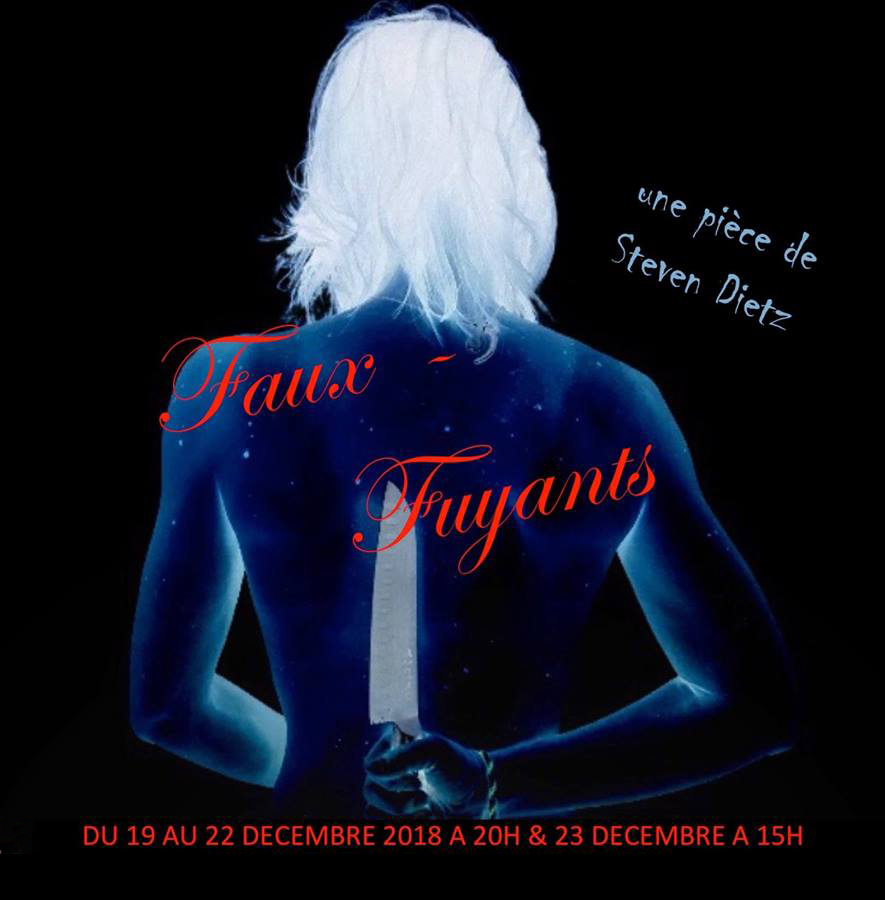 une pièce de
Steven Dietz
Faux -
Fuyants
DU 19 AU 22 DECEMBRE 2018 A 20H & 23 DECEMBRE A 15H